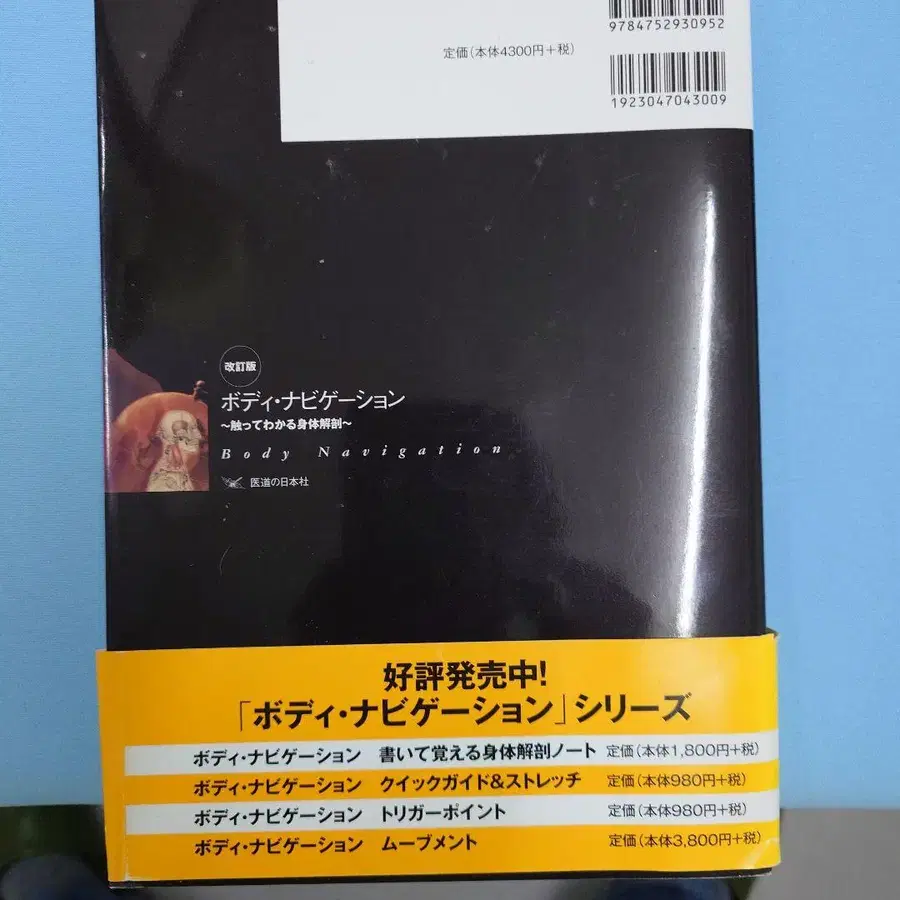 9784752930952
定価（本体4300円+税）
1923047043009
改訂版
ボディ・ナビゲーション
～触ってわかる身体解剖～
Body Navigation
医道の日本社
好評発売中!
「ボディ・ナビゲーション」シリーズ
ボディ・ナビゲーション 書いて覚える身体解剖ノート 定価（本体1,800円+税）
ボディ・ナビゲーション クイックガイド&ストレッチ 定価（本体980円+税）
ボディ・ナビゲーション トリガーポイント 定価（本体980円+税）
ボディ・ナビゲーション ムーブメント 定価（本体3,800円+税）